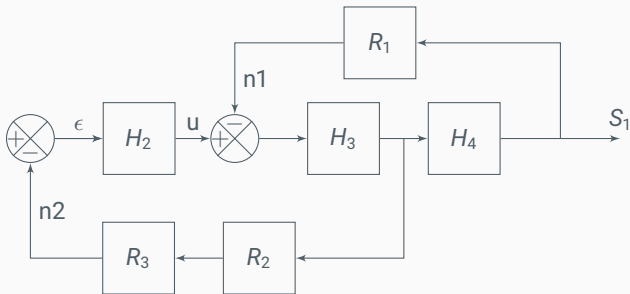 R₁
n1
S₁
ϵ
u
+
−
H₂
+
−
H₃
H₄
n2
R₃
R₂